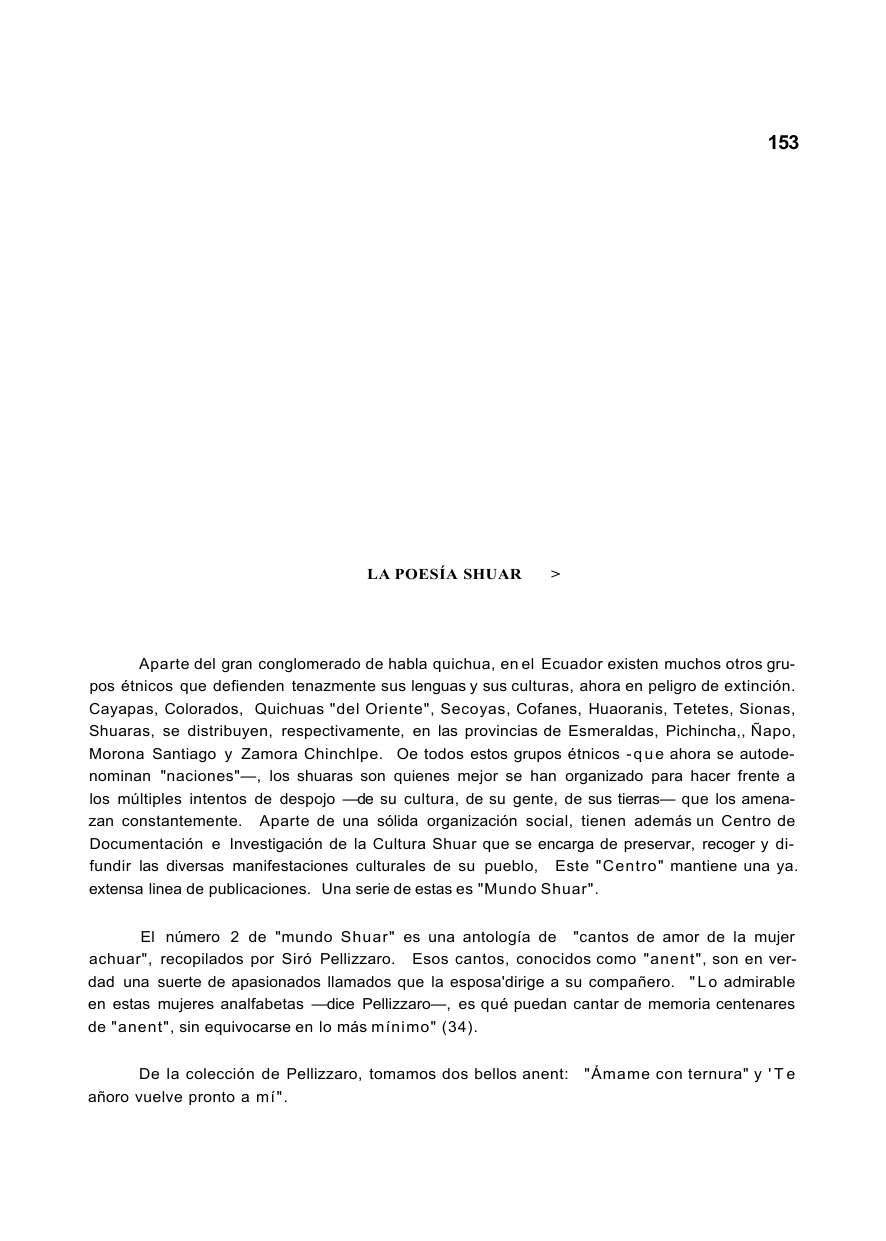 153
LA POESÍA SHUAR >
Aparte del gran conglomerado de habla quichua, en el Ecuador existen muchos otros gru-
pos étnicos que defienden tenazmente sus lenguas y sus culturas, ahora en peligro de extinción.
Cayapas, Colorados, Quichuas "del Oriente", Secoyas, Cofanes, Huaoranis, Tetetes, Sionas,
Shuaras, se distribuyen, respectivamente, en las provincias de Esmeraldas, Pichincha,, Ñapo,
Morona Santiago y Zamora Chinchlpe. Oe todos estos grupos étnicos -que ahora se autode-
nominan "naciones"—, los shuaras son quienes mejor se han organizado para hacer frente a
los múltiples intentos de despojo —de su cultura, de su gente, de sus tierras— que los amena-
zan constantemente. Aparte de una sólida organización social, tienen además un Centro de
Documentación e Investigación de la Cultura Shuar que se encarga de preservar, recoger y di-
fundir las diversas manifestaciones culturales de su pueblo, Este "Centro" mantiene una ya.
extensa linea de publicaciones. Una serie de estas es "Mundo Shuar".
El número 2 de "mundo Shuar" es una antología de "cantos de amor de la mujer
achuar", recopilados por Siró Pellizzaro. Esos cantos, conocidos como "anent", son en ver-
dad una suerte de apasionados llamados que la esposa'dirige a su compañero. "Lo admirable
en estas mujeres analfabetas —dice Pellizzaro—, es qué puedan cantar de memoria centenares
de "anent", sin equivocarse en lo más mínimo" (34).
De la colección de Pellizzaro, tomamos dos bellos anent: "Ámame con ternura" y 'Te
añoro vuelve pronto a mí".